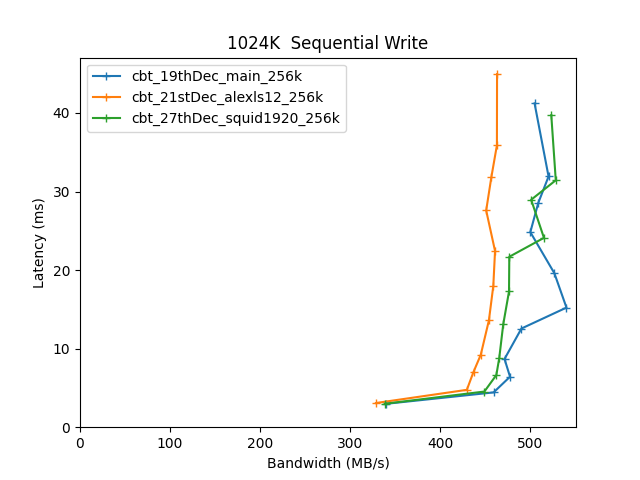 1024K  Sequential Write
cbt_19thDec_main_256k
cbt_21stDec_alexls12_256k
cbt_27thDec_squid1920_256k
Latency (ms)
40
30
20
10
0
0 100 200 300 400 500
Bandwidth (MB/s)